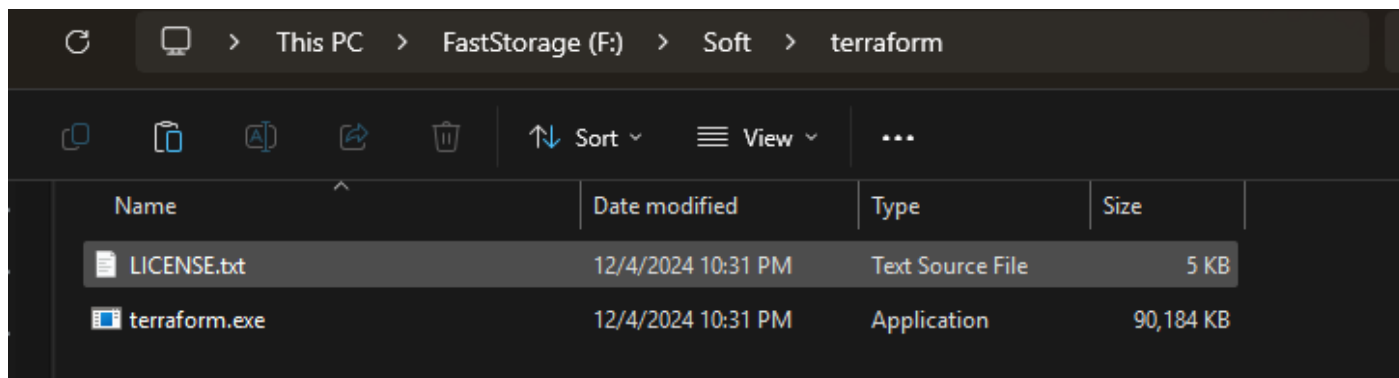 This PC > FastStorage (F:) > Soft > terraform
Sort View ...
Name Date modified Type Size
LICENSE.txt 12/4/2024 10:31 PM Text Source File 5 KB
terraform.exe 12/4/2024 10:31 PM Application 90,184 KB